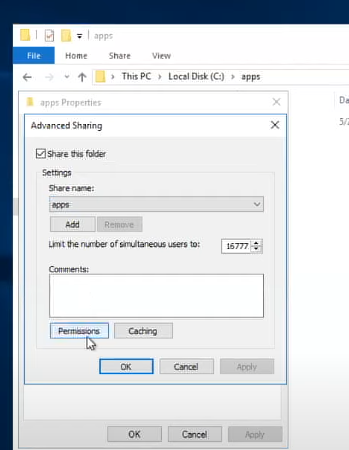 apps
File Home Share View
This PC > Local Disk (C:) > apps
apps Properties
Da
Advanced Sharing
5/2
Share this folder
Settings
Share name:
apps
Add Remove
Limit the number of simultaneous users to: 16777
Comments:
Permissions Caching
OK Cancel Apply
OK Cancel Apply